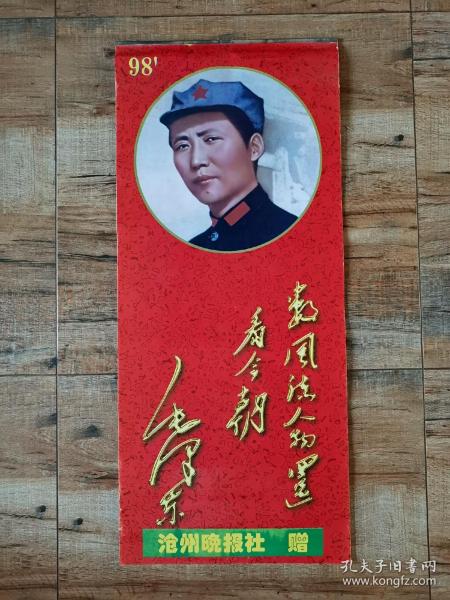 98'
数风流人物还
看今朝
毛泽东
沧州晚报社 赠
孔夫子旧书网
www.kongfz.com